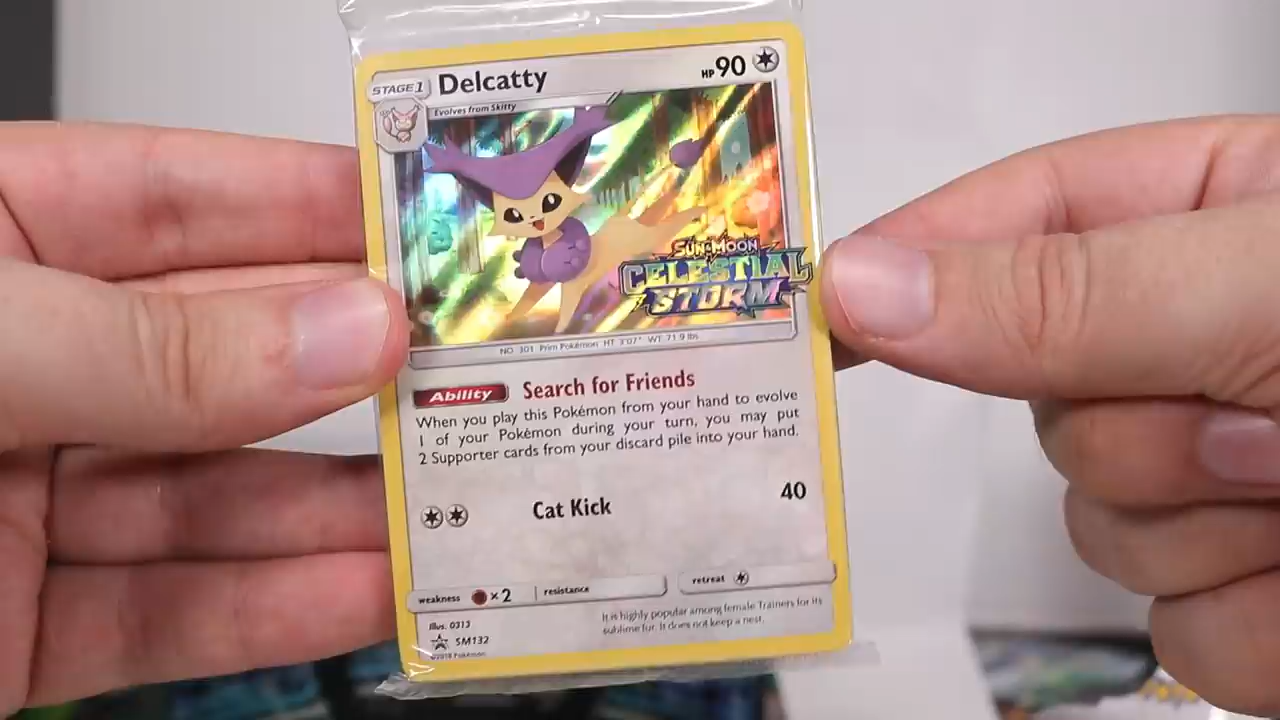 STAGE1
Delcatty
HP 90
Evolves from Skitty
SUN & MOON
CELESTIAL
STORM
NO. 301 Prim Pokémon HT 3'07" WT 71.9 lbs
Ability Search for Friends
When you play this Pokémon from your hand to evolve
1 of your Pokémon during your turn, you may put
2 Supporter cards from your discard pile into your hand.
Cat Kick 40
weakness ×2 resistance retreat
Illus. 0313
It is highly popular among female Trainers for its
sublime fur. It does not keep a nest.
SM132
©2018 Pokémon